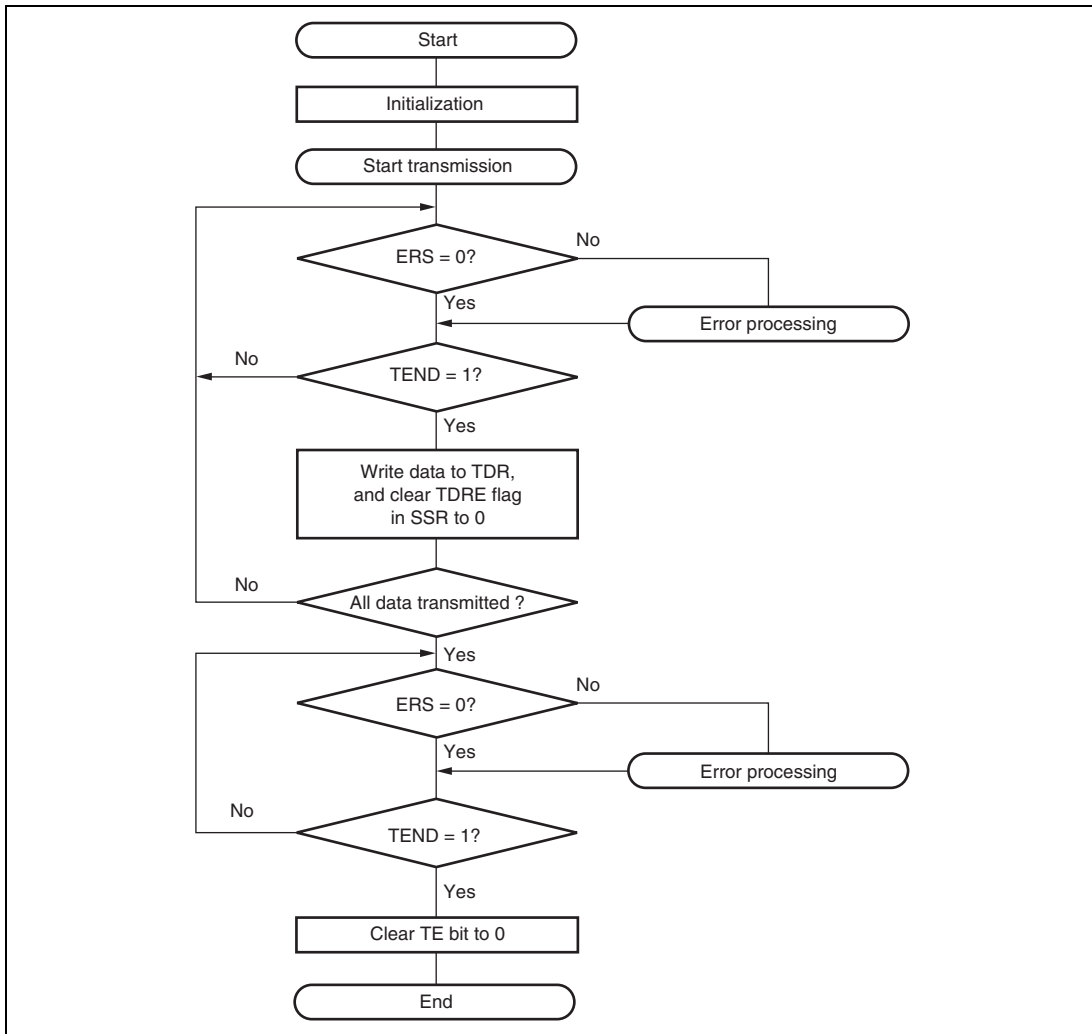 Start
Initialization
Start transmission
ERS = 0?
No
Yes
Error processing
No
TEND = 1?
Yes
Write data to TDR,
and clear TDRE flag
in SSR to 0
No
All data transmitted ?
Yes
ERS = 0?
No
Yes
Error processing
No
TEND = 1?
Yes
Clear TE bit to 0
End